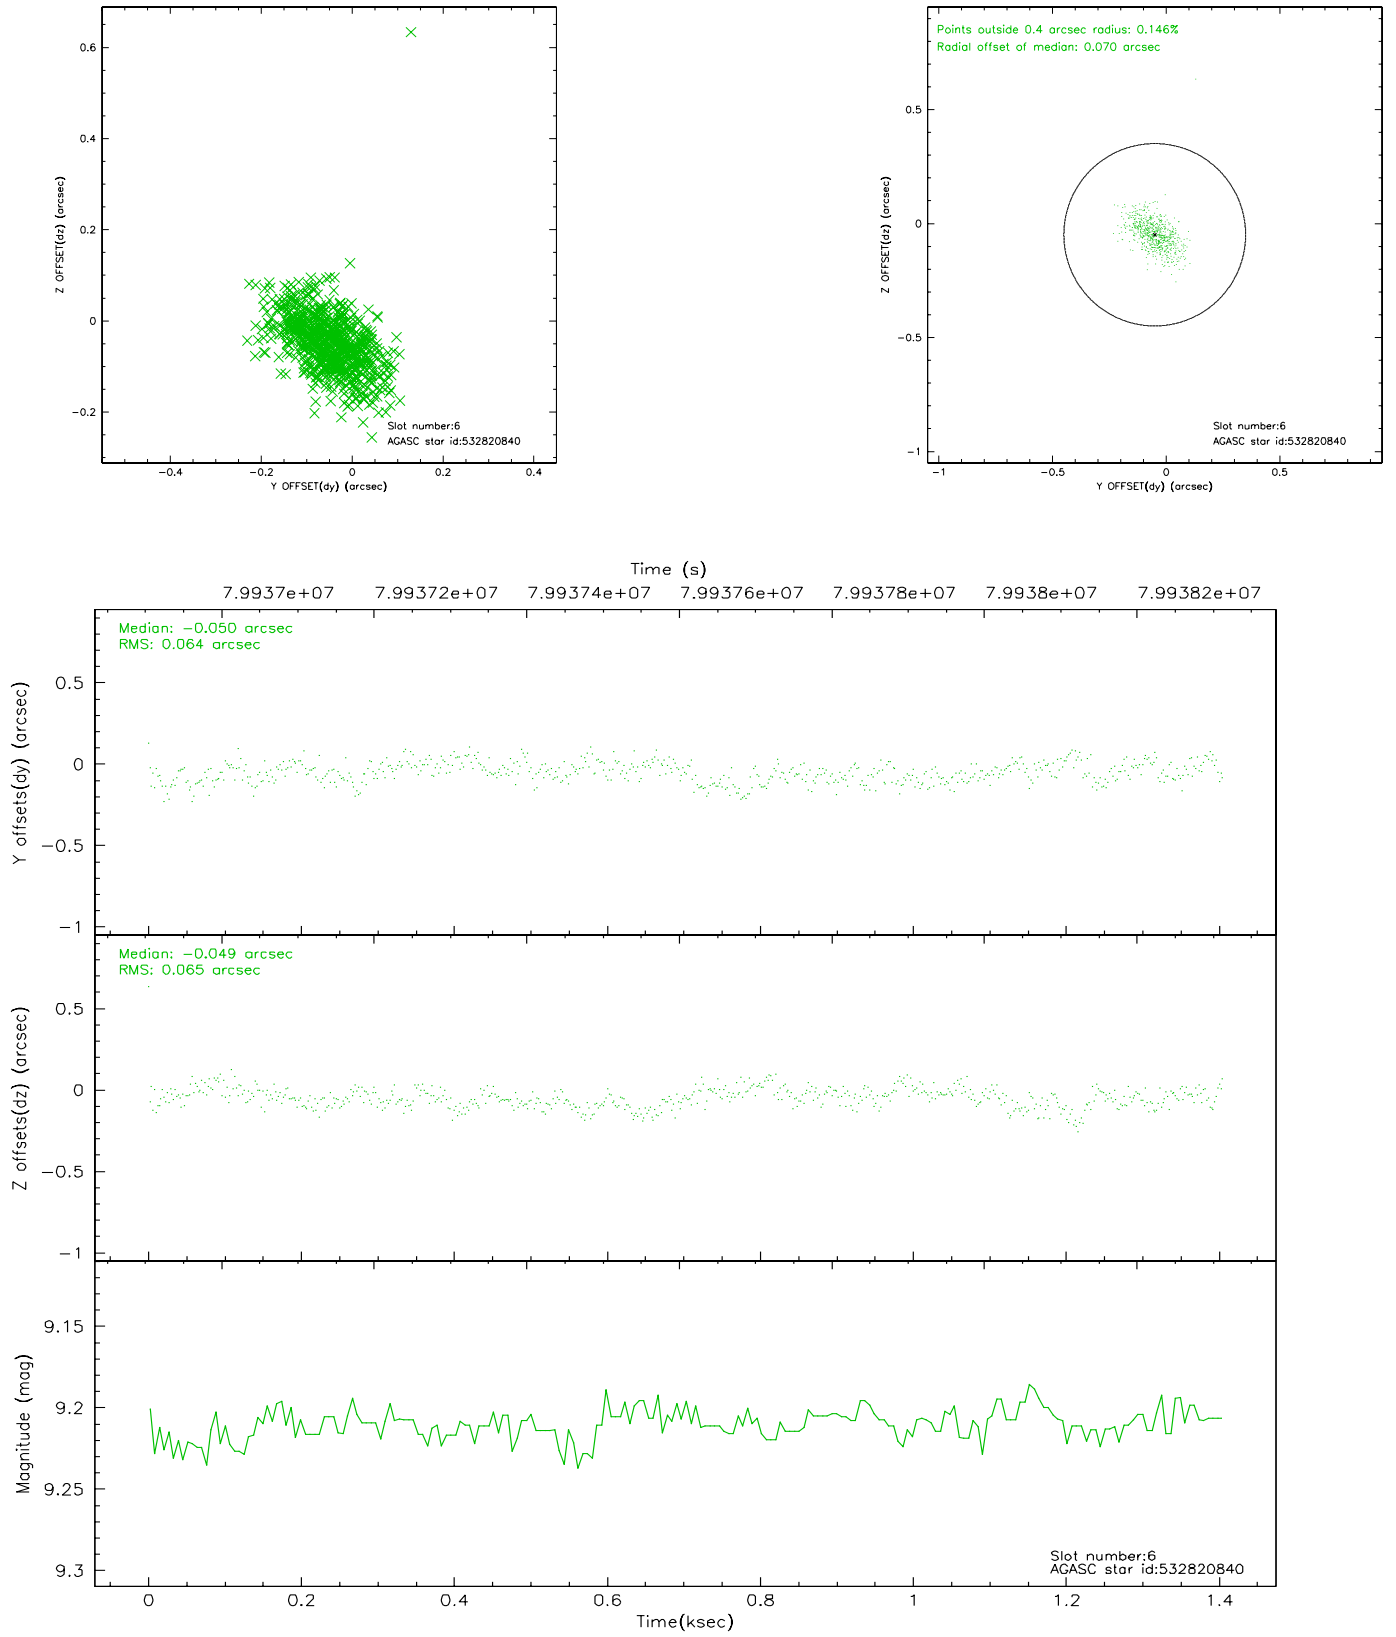 0.6
0.4
0.2
0
−0.2
−0.4
−0.2
0
0.2
0.4
Z OFFSET(dz) (arcsec)
Y OFFSET(dy) (arcsec)
Slot number:6
AGASC star id:532820840
Points outside 0.4 arcsec radius: 0.146%
Radial offset of median: 0.070 arcsec
0.5
0
−0.5
−1
−1
−0.5
0
0.5
Z OFFSET(dz) (arcsec)
Y OFFSET(dy) (arcsec)
Slot number:6
AGASC star id:532820840
Time (s)
7.9937e+07 7.99372e+07 7.99374e+07 7.99376e+07 7.99378e+07 7.9938e+07 7.99382e+07
Median: −0.050 arcsec
RMS: 0.064 arcsec
0.5
0
−0.5
−1
Y offsets(dy) (arcsec)
Median: −0.049 arcsec
RMS: 0.065 arcsec
0.5
0
−0.5
−1
Z offsets(dz) (arcsec)
9.15
9.2
9.25
9.3
Magnitude (mag)
Slot number:6
AGASC star id:532820840
0 0.2 0.4 0.6 0.8 1 1.2 1.4
Time(ksec)